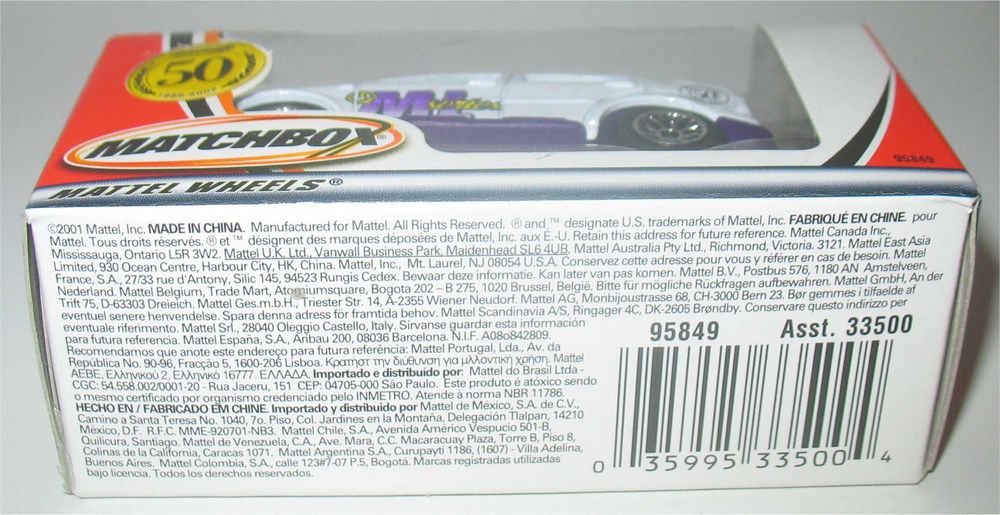 50
1952-2002
M2
series
MATCHBOX®
95849
MATTEL WHEELS®
©2001 Mattel, Inc. MADE IN CHINA. Manufactured for Mattel. All Rights Reserved. ® and ™ designate U.S. trademarks of Mattel, Inc. FABRIQUÉ EN CHINE. pour
Mattel. Tous droits réservés. ® et ™ désignent des marques déposées de Mattel, Inc. aux É.-U. Retain this address for future reference. Mattel Canada Inc.,
Mississauga, Ontario L5R 3W2. Mattel U.K. Ltd., Vanwall Business Park, Maidenhead SL6 4UB. Mattel Australia Pty Ltd., Richmond, Victoria. 3121. Mattel East Asia
Limited, 930 Ocean Centre, Harbour City, HK, China. Mattel, Inc., Mt. Laurel, NJ 08054 U.S.A. Conservez cette adresse pour vous y référer en cas de besoin. Mattel
France, S.A., 27/33 rue d'Antony, Silic 145, 94523 Rungis Cedex. Bewaar deze informatie. Kan later van pas komen. Mattel B.V., Postbus 576, 1180 AN Amstelveen,
Nederland. Mattel Belgium, Trade Mart, Atomiumsquare, Bogota 202 – B 275, 1020 Brussel, België. Bitte für mögliche Rückfragen aufbewahren. Mattel GmbH, An der
Trift 75, D-63303 Dreieich. Mattel Ges.m.b.H., Triester Str. 14, A-2355 Wiener Neudorf. Mattel AG, Monbijoustrasse 68, CH-3000 Bern 23. Bør gemmes i tilfælde af
eventuel senere henvendelse. Spara denna adress för framtida behov. Mattel Scandinavia A/S, Ringager 4C, DK-2605 Brøndby. Conservare questo indirizzo per
eventuale riferimento. Mattel Srl., 28040 Oleggio Castello, Italy. Sírvanse guardar esta información
para futura referencia. Mattel España, S.A., Aribau 200, 08036 Barcelona. N.I.F. A08o842809.
Recomendamos que anote este endereço para futura referência: Mattel Portugal, Lda., Av. da
República No. 90-96, Fracção 5, 1600-206 Lisboa. Κρατήστ την διύθυνση για μλλοντική χρήση. Mattel
AEBE, Ελληνικού 2, Ελληνικό 16777. ΕΛΛΑΔΑ. Importado e distribuido por: Mattel do Brasil Ltda -
CGC: 54.558.002/0001-20 - Rua Jaceru, 151 CEP: 04705-000 São Paulo. Este produto é atóxico sendo
o mesmo certificado por organismo credenciado pelo INMETRO. Atende à norma NBR 11786.
HECHO EN / FABRICADO EM CHINE. Importado y distribuido por Mattel de México, S.A. de C.V.,
Camino a Santa Teresa No. 1040, 7o. Piso, Col. Jardines en la Montaña, Delegación Tlalpan, 14210
México, D.F. R.F.C. MME-920701-NB3. Mattel Chile, S.A., Avenida Américo Vespucio 501-B,
Quilicura, Santiago. Mattel de Venezuela, C.A., Ave. Mara, C.C. Macaracuay Plaza, Torre B, Piso 8,
Colinas de la California, Caracas 1071. Mattel Argentina S.A., Curupayti 1186, (1607) - Villa Adelina,
Buenos Aires. Mattel Colombia, S.A., calle 123#7-07 P.5, Bogotá. Marcas registradas utilizadas
bajo licencia. Todos los derechos reservados.
95849 Asst. 33500
0 35995 33500 4